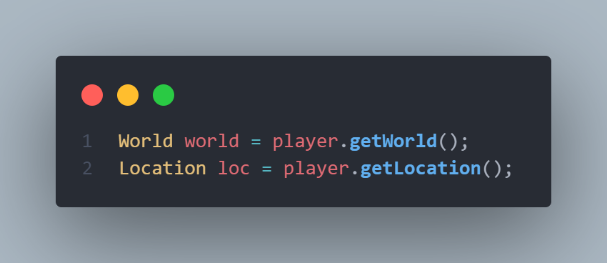 1 World world = player.getWorld();
2 Location loc = player.getLocation();